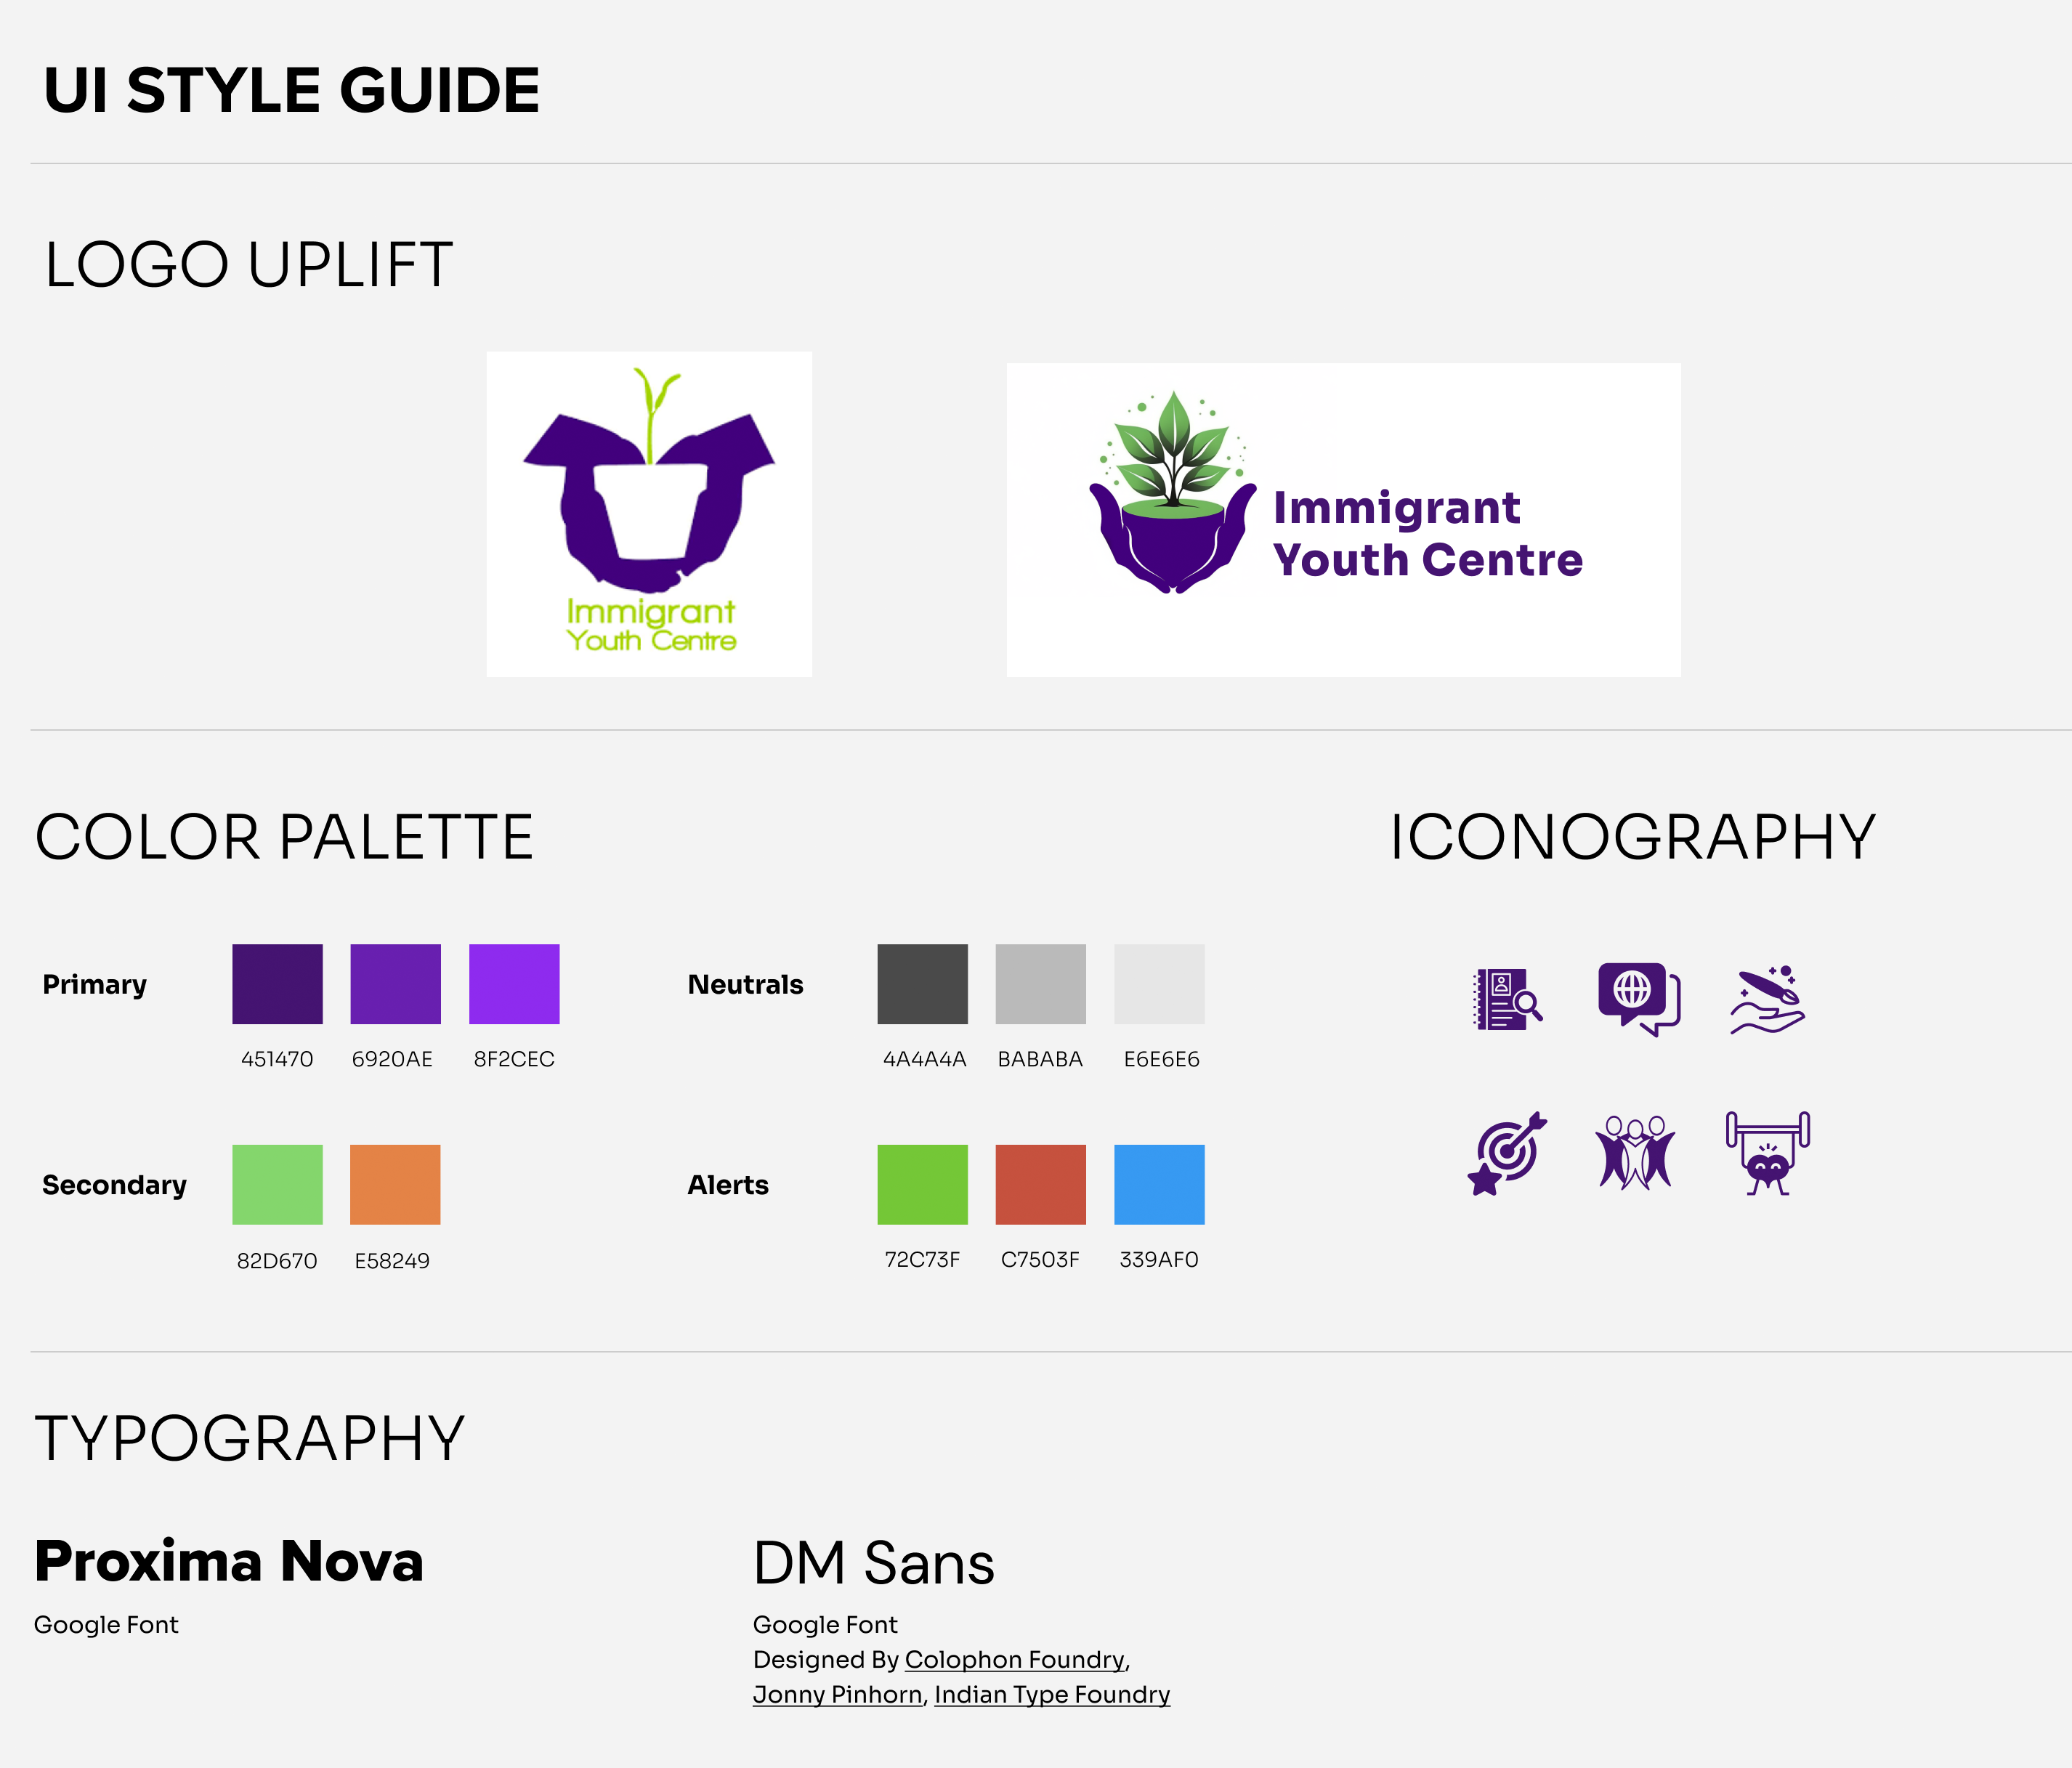 UI STYLE GUIDE
LOGO UPLIFT
Immigrant
Youth Centre
Immigrant
Youth Centre
COLOR PALETTE
Primary
451470 6920AE 8F2CEC
Secondary
82D670 E58249
Neutrals
4A4A4A BABABA E6E6E6
Alerts
72C73F C7503F 339AF0
ICONOGRAPHY
TYPOGRAPHY
Proxima Nova
Google Font
DM Sans
Google Font
Designed By Colophon Foundry,
Jonny Pinhorn, Indian Type Foundry